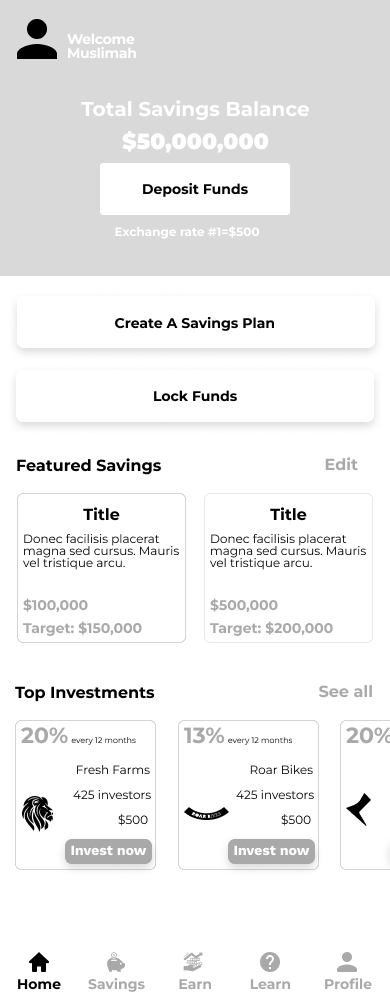 Welcome
Muslimah
Total Savings Balance
$50,000,000
Deposit Funds
Exchange rate #1=$500
Create A Savings Plan
Lock Funds
Featured Savings
Edit
Title
Donec facilisis placerat
magna sed cursus. Mauris
vel tristique arcu.
$100,000
Target: $150,000
Title
Donec facilisis placerat
magna sed cursus. Mauris
vel tristique arcu.
$500,000
Target: $200,000
Top Investments
See all
20% every 12 months
Fresh Farms
425 investors
$500
Invest now
13% every 12 months
Roar Bikes
425 investors
$500
Invest now
20%
Home
Savings
Earn
Learn
Profile